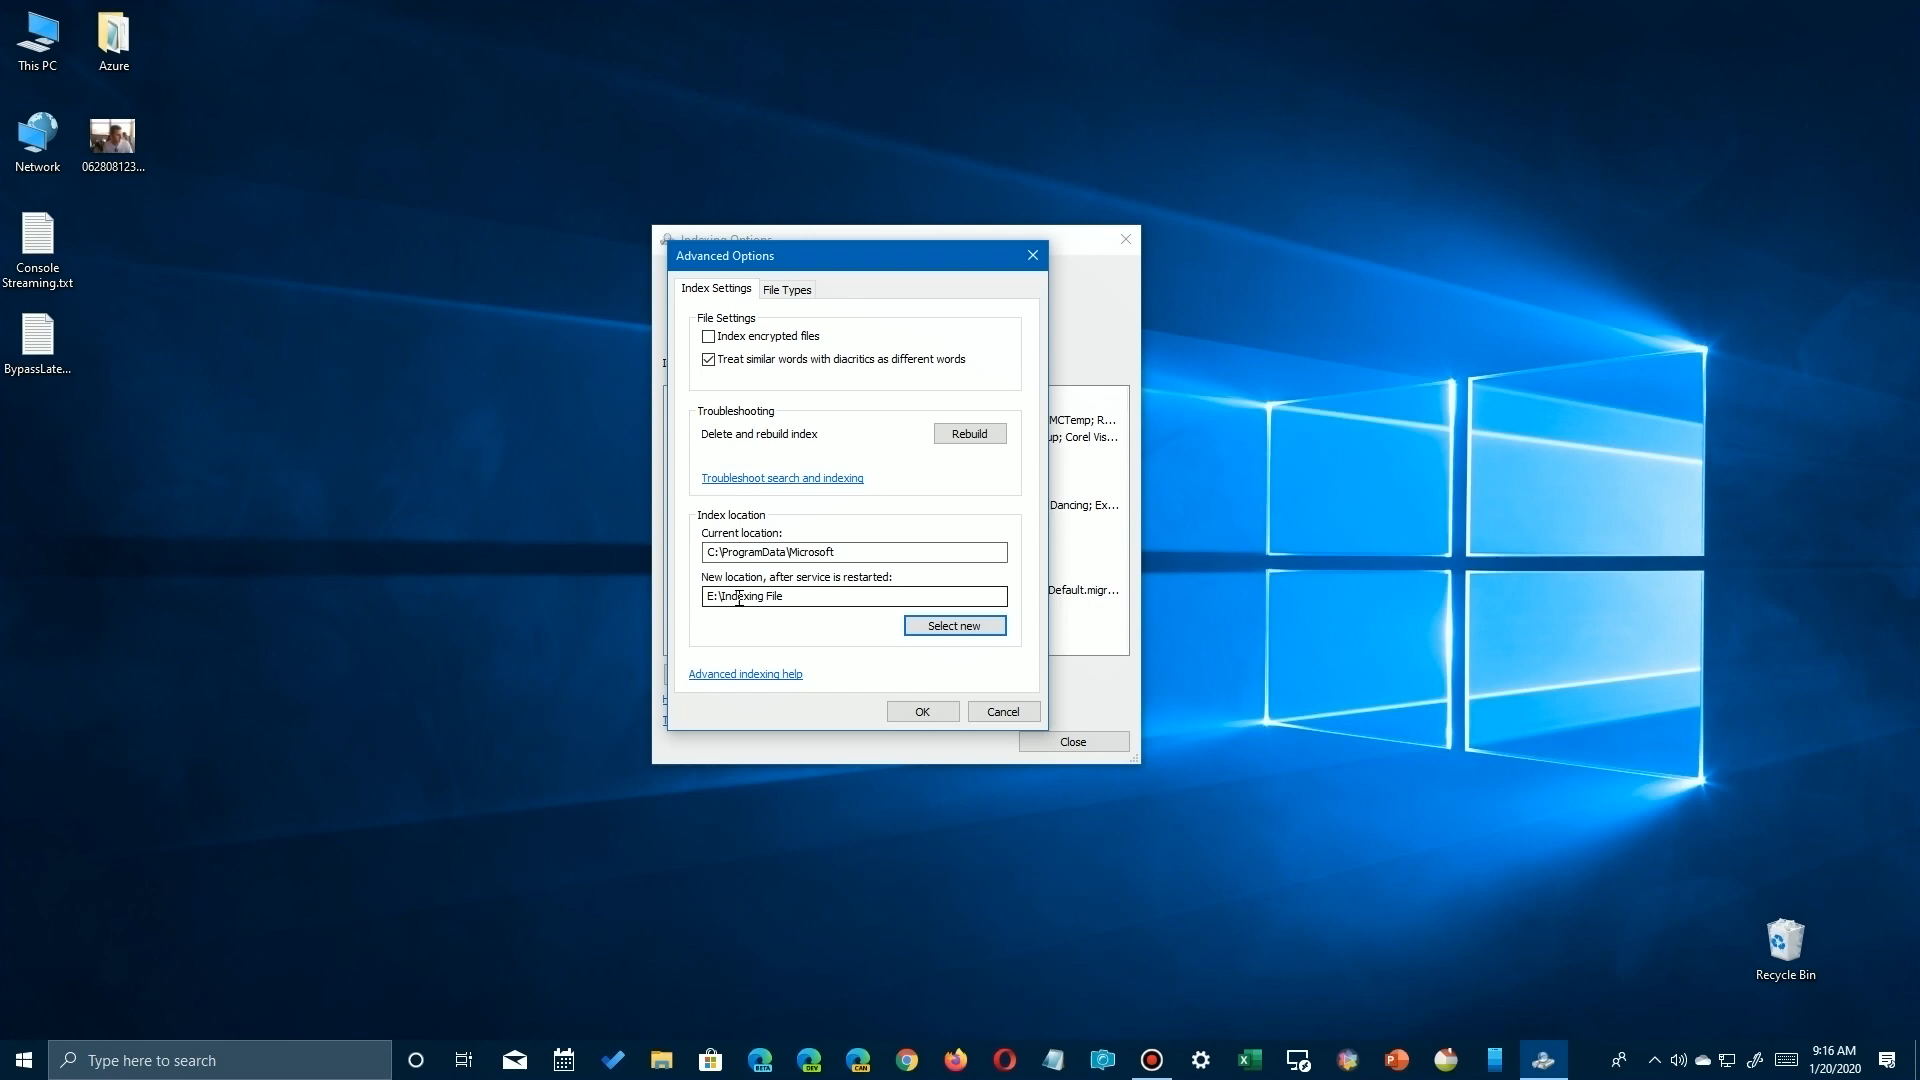 This PC
Azure
Network
062808123...
Console
Streaming.txt
BypassLate...
Indexing Options
Advanced Options
Index Settings
File Types
File Settings
Index encrypted files
Treat similar words with diacritics as different words
Troubleshooting
Delete and rebuild index
Rebuild
Troubleshoot search and indexing
Index location
Current location:
C:\ProgramData\Microsoft
New location, after service is restarted:
E:\Indexing File
Select new
Advanced indexing help
OK
Cancel
MCTemp; R...
up; Corel Vis...
Dancing; Ex...
Default.migr...
Close
Recycle Bin
Type here to search
BETA
DEV
CAN
9:16 AM
1/20/2020